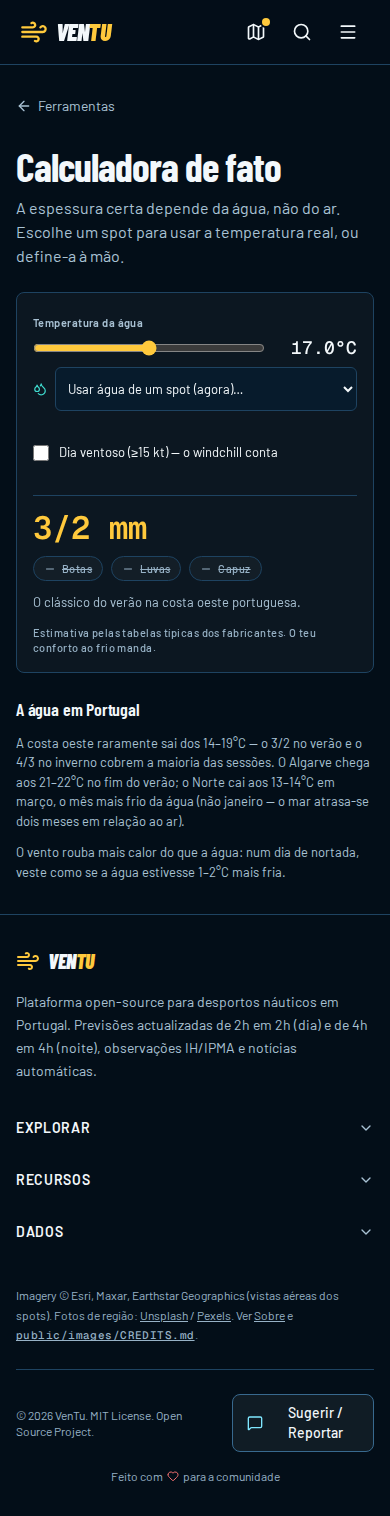 VENTU
Ferramentas
Calculadora de fato
A espessura certa depende da água, não do ar.
Escolhe um spot para usar a temperatura real, ou
define-a à mão.
Temperatura da água
17.0°C
Usar água de um spot (agora)…
Dia ventoso (≥15 kt) — o windchill conta
3/2 mm
— Botas — Luvas — Capuz
O clássico do verão na costa oeste portuguesa.
Estimativa pelas tabelas típicas dos fabricantes. O teu
conforto ao frio manda.
A água em Portugal
A costa oeste raramente sai dos 14–19°C — o 3/2 no verão e o
4/3 no inverno cobrem a maioria das sessões. O Algarve chega
aos 21–22°C no fim do verão; o Norte cai aos 13–14°C em
março, o mês mais frio da água (não janeiro — o mar atrasa-se
dois meses em relação ao ar).
O vento rouba mais calor do que a água: num dia de nortada,
veste como se a água estivesse 1–2°C mais fria.
VENTU
Plataforma open-source para desportos náuticos em
Portugal. Previsões actualizadas de 2h em 2h (dia) e de 4h
em 4h (noite), observações IH/IPMA e notícias
automáticas.
EXPLORAR
RECURSOS
DADOS
Imagery © Esri, Maxar, Earthstar Geographics (vistas aéreas dos
spots). Fotos de região: Unsplash / Pexels. Ver Sobre e
public/images/CREDITS.md.
© 2026 VenTu. MIT License. Open
Source Project.
Sugerir /
Reportar
Feito com ♡ para a comunidade